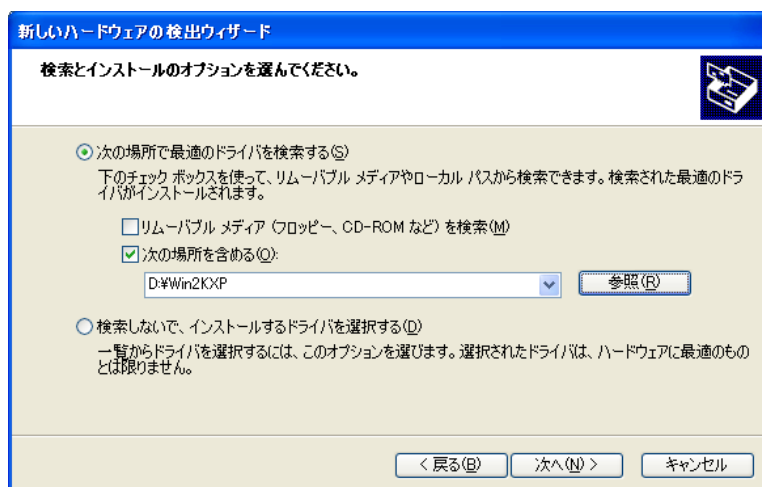 新しいハードウェアの検出ウィザード
検索とインストールのオプションを選んでください。
次の場所で最適のドライバを検索する(S)
下のチェック ボックスを使って、リムーバブル メディアやローカル パスから検索できます。検索された最適のドラ
イバがインストールされます。
リムーバブル メディア (フロッピー、CD-ROM など) を検索(M)
次の場所を含める(O):
D:¥Win2KXP
参照(R)
検索しないで、インストールするドライバを選択する(D)
一覧からドライバを選択するには、このオプションを選びます。選択されたドライバは、ハードウェアに最適のもの
とは限りません。
< 戻る(B)
次へ(N) >
キャンセル